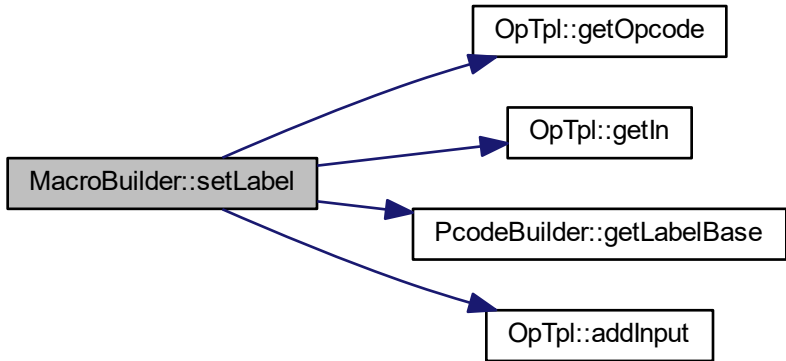 OpTpl::getOpcode
OpTpl::getIn
MacroBuilder::setLabel
PcodeBuilder::getLabelBase
OpTpl::addInput